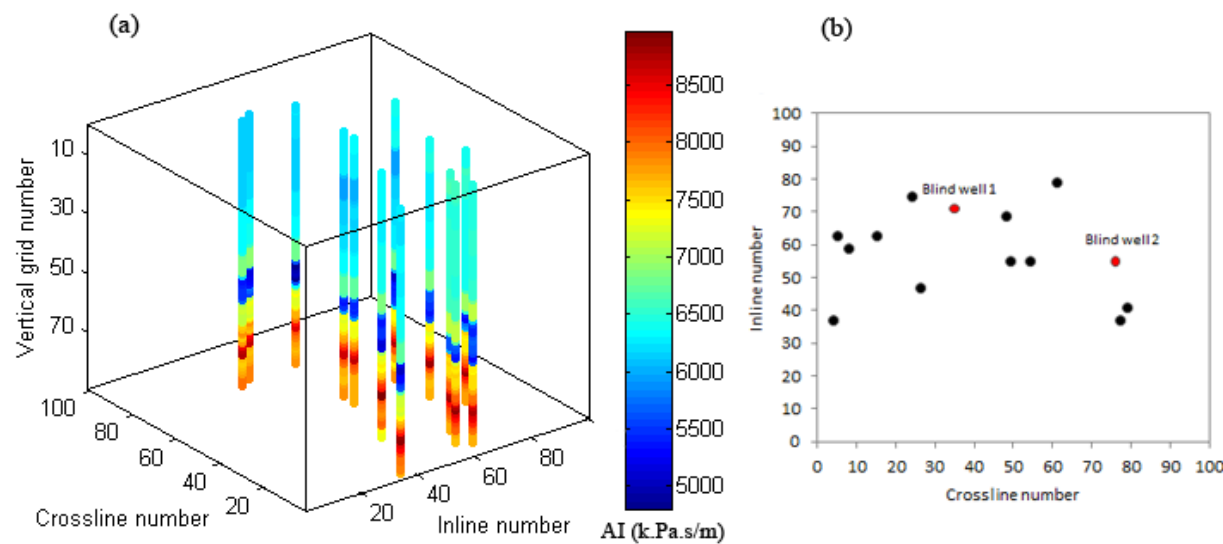 (a)
Vertical grid number
10
30
50
70
100
80
60
40
20
Crossline number
20
40
60
80
Inline number
8500
8000
7500
7000
6500
6000
5500
5000
AI (k.Pa.s/m)
(b)
Inline number
100
90
80
70
60
50
40
30
20
10
0
Blind well 1
Blind well 2
0 10 20 30 40 50 60 70 80 90 100
Crossline number